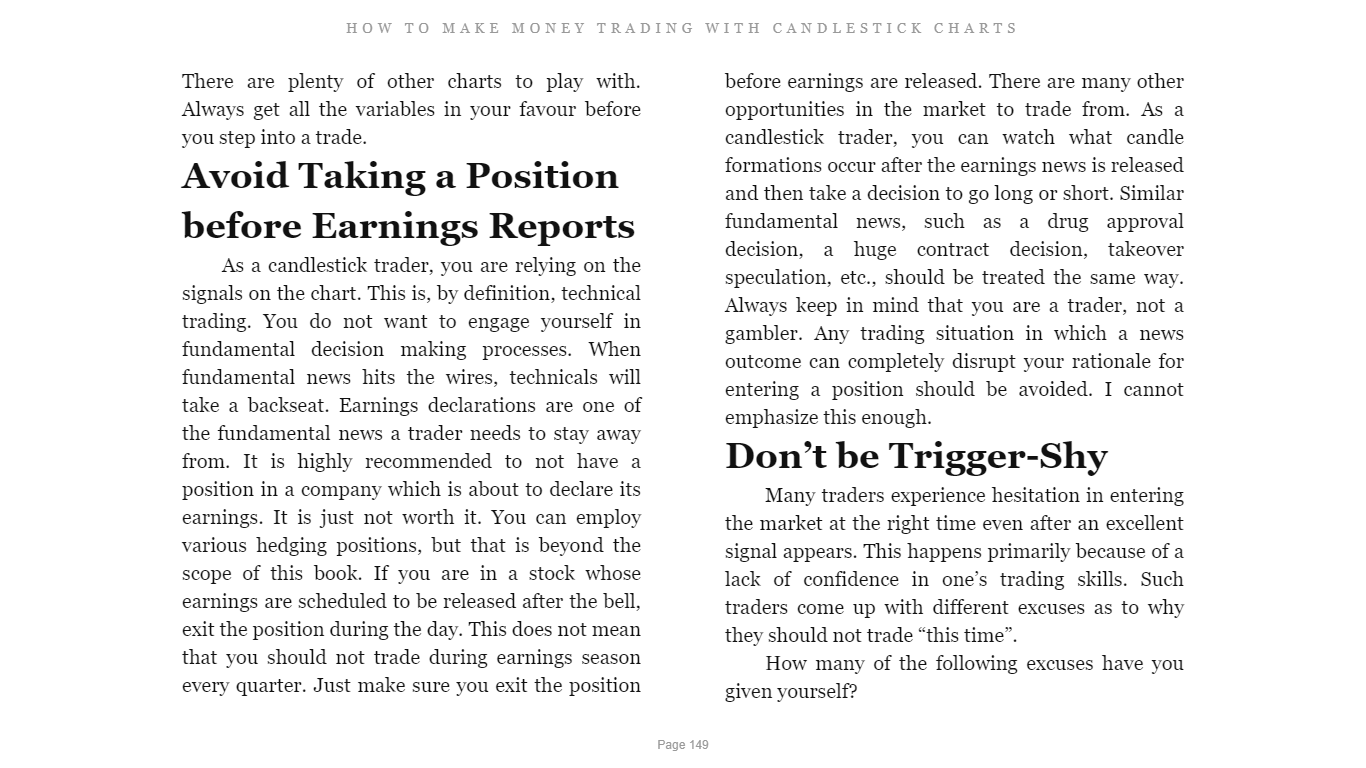 HOW TO MAKE MONEY TRADING WITH CANDLESTICK CHARTS
There are plenty of other charts to play with.
Always get all the variables in your favour before
you step into a trade.
Avoid Taking a Position
before Earnings Reports
As a candlestick trader, you are relying on the
signals on the chart. This is, by definition, technical
trading. You do not want to engage yourself in
fundamental decision making processes. When
fundamental news hits the wires, technicals will
take a backseat. Earnings declarations are one of
the fundamental news a trader needs to stay away
from. It is highly recommended to not have a
position in a company which is about to declare its
earnings. It is just not worth it. You can employ
various hedging positions, but that is beyond the
scope of this book. If you are in a stock whose
earnings are scheduled to be released after the bell,
exit the position during the day. This does not mean
that you should not trade during earnings season
every quarter. Just make sure you exit the position
before earnings are released. There are many other
opportunities in the market to trade from. As a
candlestick trader, you can watch what candle
formations occur after the earnings news is released
and then take a decision to go long or short. Similar
fundamental news, such as a drug approval
decision, a huge contract decision, takeover
speculation, etc., should be treated the same way.
Always keep in mind that you are a trader, not a
gambler. Any trading situation in which a news
outcome can completely disrupt your rationale for
entering a position should be avoided. I cannot
emphasize this enough.
Don’t be Trigger-Shy
Many traders experience hesitation in entering
the market at the right time even after an excellent
signal appears. This happens primarily because of a
lack of confidence in one’s trading skills. Such
traders come up with different excuses as to why
they should not trade “this time”.
How many of the following excuses have you
given yourself?
Page 149